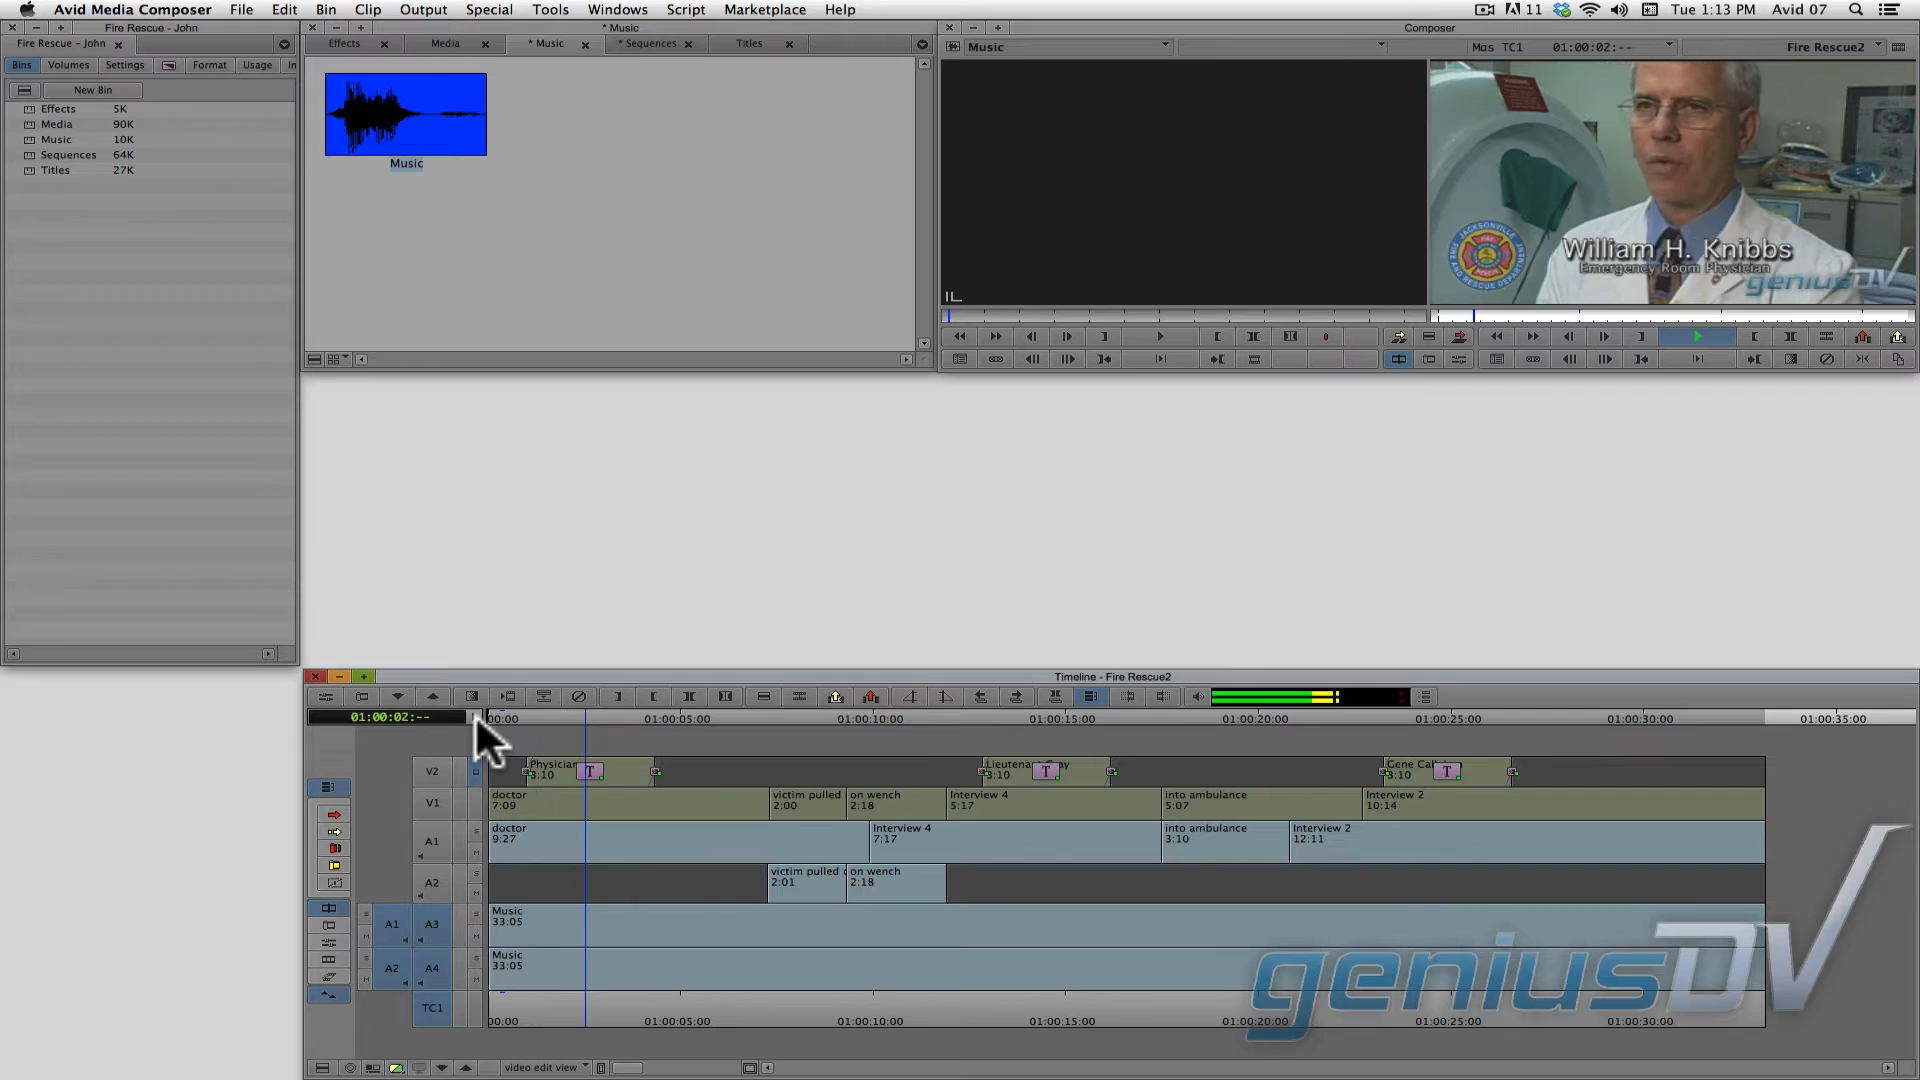 Avid Media Composer File Edit Bin Clip Output Special Tools Windows Script Marketplace Help 11 Tue 1:13 PM Avid 07
Fire Rescue - John
Fire Rescue - John
Bins Volumes Settings Format Usage In
New Bin
Effects 5K
Media 90K
Music 10K
Sequences 64K
Titles 27K
* Music
Effects Media * Music * Sequences Titles
Music
Composer
Music Mas TC1 01:00:02:-- Fire Rescue2
JACKSONVILLE
FIRE
William H. Knibbs
Emergency Room Physician
geniusDV
Timeline - Fire Rescue2
01:00:02:-- 00:00 01:00:05:00 01:00:10:00 01:00:15:00 01:00:20:00 01:00:25:00 01:00:30:00 01:00:35:00
V2 Physician T Lieutenant Gray T Gene Cal T
3:10 3:10 3:10
V1 doctor victim pulled on wench Interview 4 into ambulance Interview 2
7:09 2:00 2:18 5:17 5:07 10:14
A1 doctor Interview 4 into ambulance Interview 2
9:27 7:17 3:10 12:11
A2 victim pulled on wench
2:01 2:18
A1 A3 Music
33:05
A2 A4 Music
33:05
TC1
00:00 01:00:05:00 01:00:10:00 01:00:15:00 01:00:20:00 01:00:25:00 01:00:30:00
geniusDV
video edit view